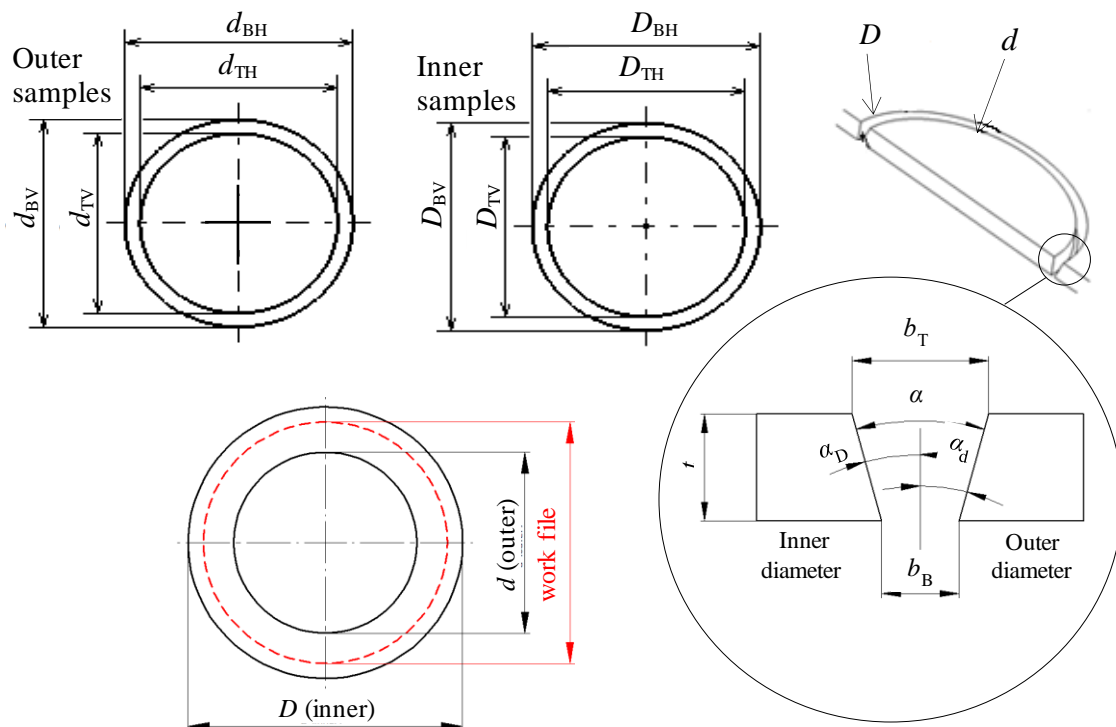 d_BH
Outer
samples
d_TH
d_BV
d_TV
D_BH
Inner
samples
D_TH
D_BV
D_TV
D
d
b_T
α
α_D
α_d
t
Inner
diameter
b_B
Outer
diameter
d (outer)
work file
D (inner)